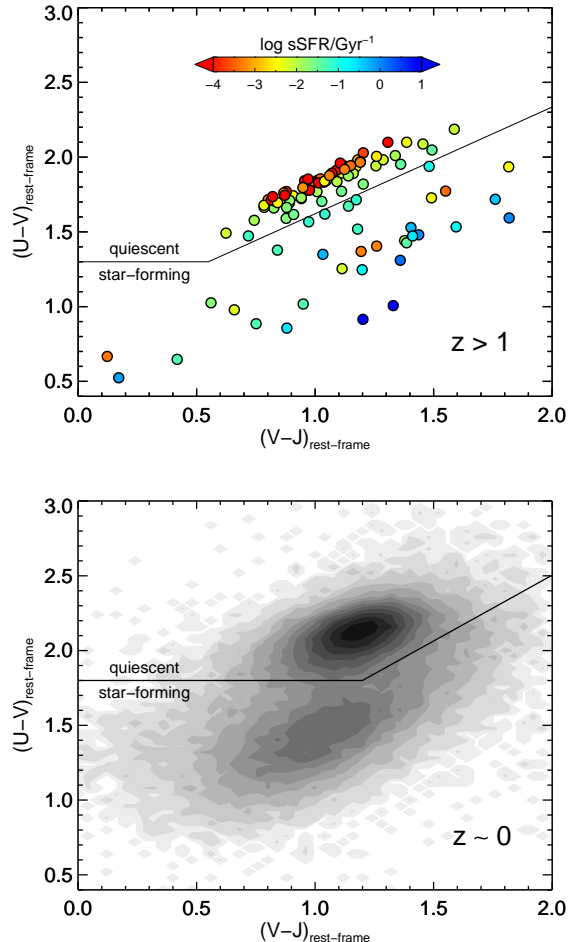 3.0
2.5
2.0
1.5
1.0
0.5
(U−V)rest−frame
log sSFR/Gyr−1
−4 −3 −2 −1 0 1
quiescent
star−forming
z > 1
0.0 0.5 1.0 1.5 2.0
(V−J)rest−frame
3.0
2.5
2.0
1.5
1.0
0.5
(U−V)rest−frame
quiescent
star−forming
z ~ 0
0.0 0.5 1.0 1.5 2.0
(V−J)rest−frame